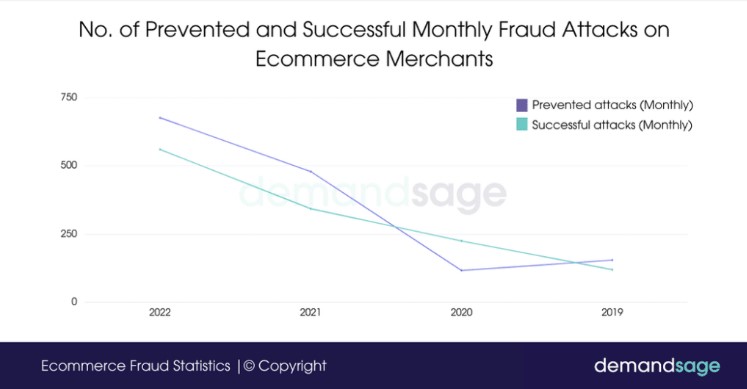 No. of Prevented and Successful Monthly Fraud Attacks on
Ecommerce Merchants
Prevented attacks (Monthly)
Successful attacks (Monthly)
750
500
250
0
demandsage
2022 2021 2020 2019
Ecommerce Fraud Statistics |© Copyright
demandsage